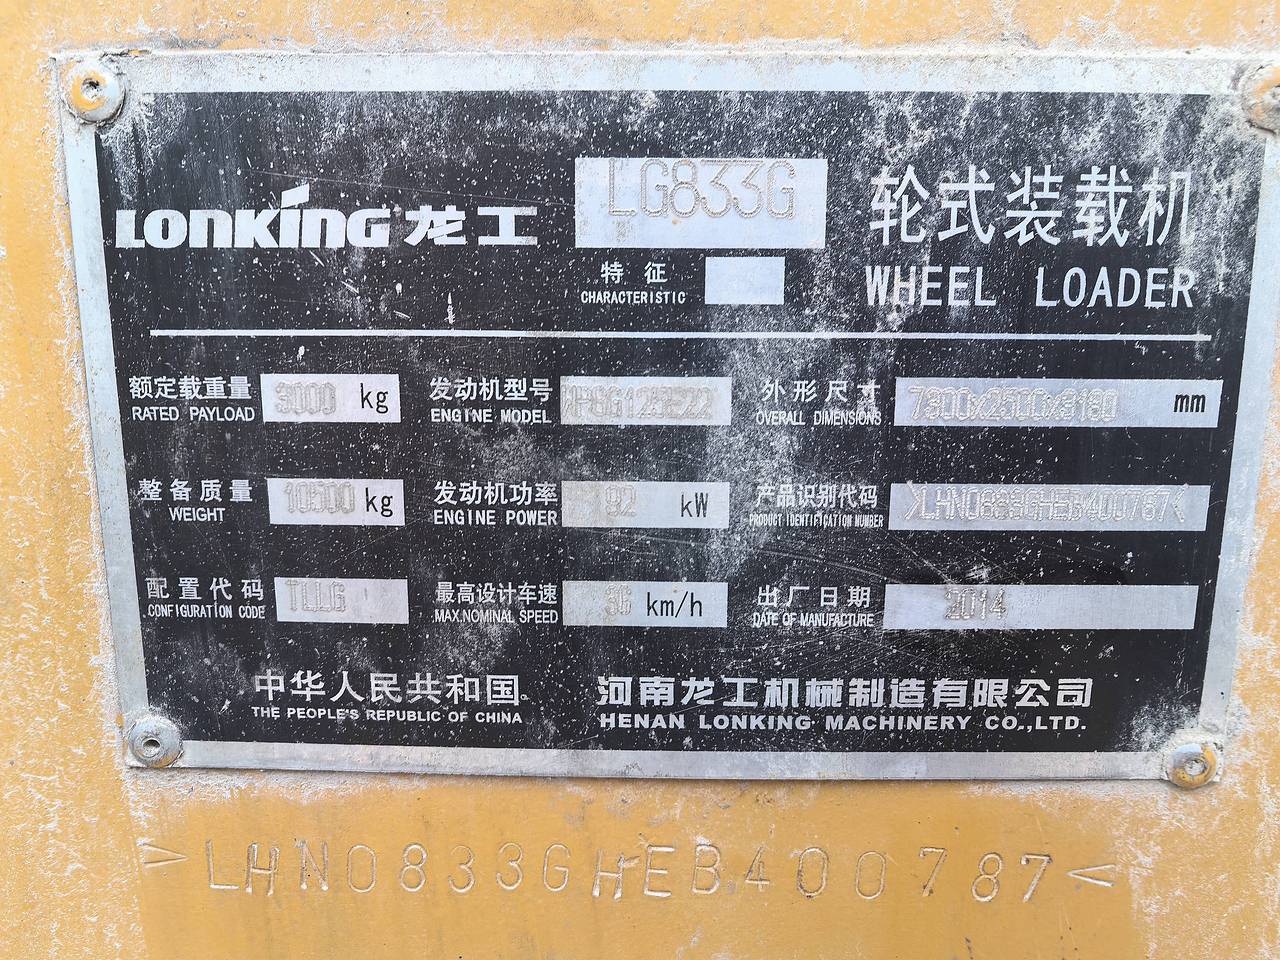 LONKING 龙工 LG833G 轮式装载机
特征
CHARACTERISTIC
WHEEL LOADER
额定载重量 3000 kg
RATED PAYLOAD
发动机型号
ENGINE MODEL
外形尺寸 mm
OVERALL DIMENSIONS
整备质量 10500 kg
WEIGHT
发动机功率 92 kW
ENGINE POWER
产品识别代码 >LHN0833GHEB400787<
PRODUCT IDENTIFICATION NUMBER
配置代码 TLLG
CONFIGURATION CODE
最高设计车速 36 km/h
MAX.NOMINAL SPEED
出厂日期 2014
DATE OF MANUFACTURE
中华人民共和国。
THE PEOPLE'S REPUBLIC OF CHINA
河南龙工机械制造有限公司
HENAN LONKING MACHINERY CO.,LTD.
>LHN0833GHEB400787<